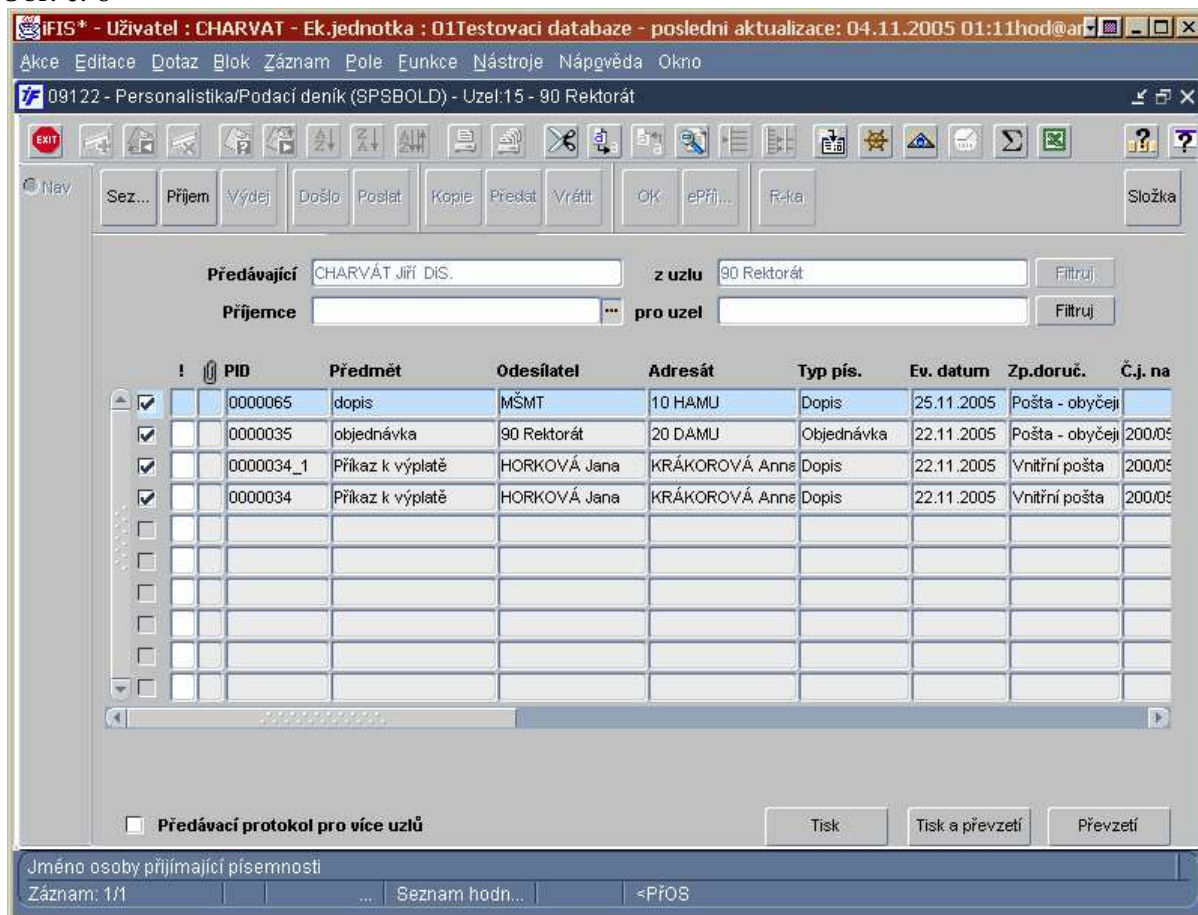 iFIS* - Uživatel : CHARVAT - Ek.jednotka : 01Testovaci databaze - posledni aktualizace: 04.11.2005 01:11hod@ar
Akce Editace Dotaz Blok Záznam Pole Funkce Nástroje Nápověda Okno
09122 - Personalistika/Podací deník (SPSBOLD) - Uzel:15 - 90 Rektorát
EXIT
Nav Sez... Příjem Výdej Došlo Poslat Kopie Předat Vrátit OK ePříj... R-ka Složka
Předávající CHARVÁT Jiří DiS. z uzlu 90 Rektorát Filtruj
Příjemce ... pro uzel Filtruj
! PID Předmět Odesílatel Adresát Typ pís. Ev. datum Zp.doruč. Č.j. na
0000065 dopis MŠMT 10 HAMU Dopis 25.11.2005 Pošta - obyčej
0000035 objednávka 90 Rektorát 20 DAMU Objednávka 22.11.2005 Pošta - obyčej 200/05
0000034_1 Příkaz k výplatě HORKOVÁ Jana KRÁKOROVÁ Anna Dopis 22.11.2005 Vnitřní pošta 200/05
0000034 Příkaz k výplatě HORKOVÁ Jana KRÁKOROVÁ Anna Dopis 22.11.2005 Vnitřní pošta 200/05
Předávací protokol pro více uzlů Tisk Tisk a převzetí Převzetí
Jméno osoby přijímající písemnosti
Záznam: 1/1 ... Seznam hodn... <PřOS